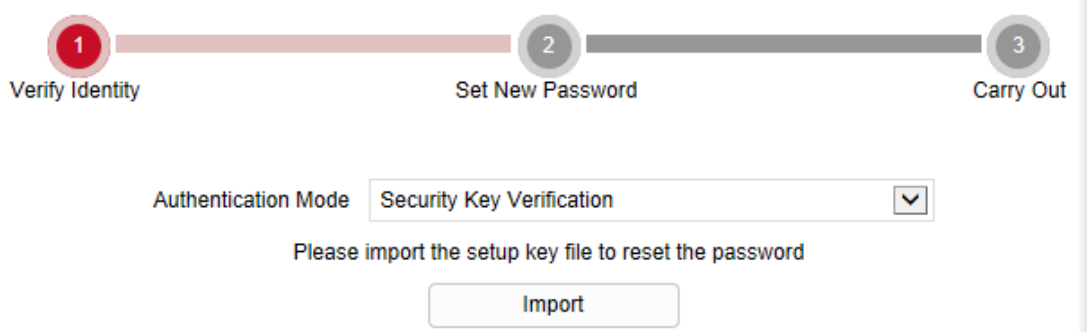 1 2 3
Verify Identity Set New Password Carry Out
Authentication Mode Security Key Verification
Please import the setup key file to reset the password
Import